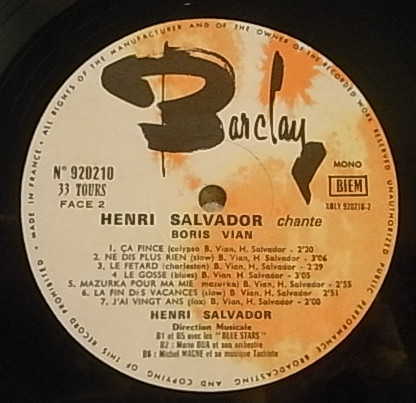 ALL RIGHTS OF THE MANUFACTURER AND OF THE OWNER OF THE RECORDED WORK RESERVED UNAUTHORIZED PUBLIC PERFORMANCE BROADCASTING AND COPYING OF THIS RECORD PROHIBITED • MADE IN FRANCE •
Barclay
N° 920210
33 TOURS
FACE 2
MONO
BIEM
XBLY 920210-2
HENRI SALVADOR chante
BORIS VIAN
1. ÇA PINCE (calypso B. Vian, H. Salvador - 2'20
2. NE DIS PLUS RIEN (slow) B. Vian, H. Salvador - 3'06
3. LE FETARD (charleston) B. Vian, H. Salvador - 2'29
4 LE GOSSE (blues) B. Vian, H. Salvador - 3'05
5. MAZURKA POUR MA MIE mazurka) B. Vian, H. Salvador - 2'55
6. LA FIN DES VACANCES (slow) B. Vian, H. Salvador 2'51
7. J'AI VINGT ANS (fox) B. Vian, H. Salvador - 2'00
HENRI SALVADOR
Direction Musicale
B1 et B5 avec les "BLUE STARS"
B2 : Mario BUA et son orchestre
B6 : Michel MAGNE et sa musique Tachiste